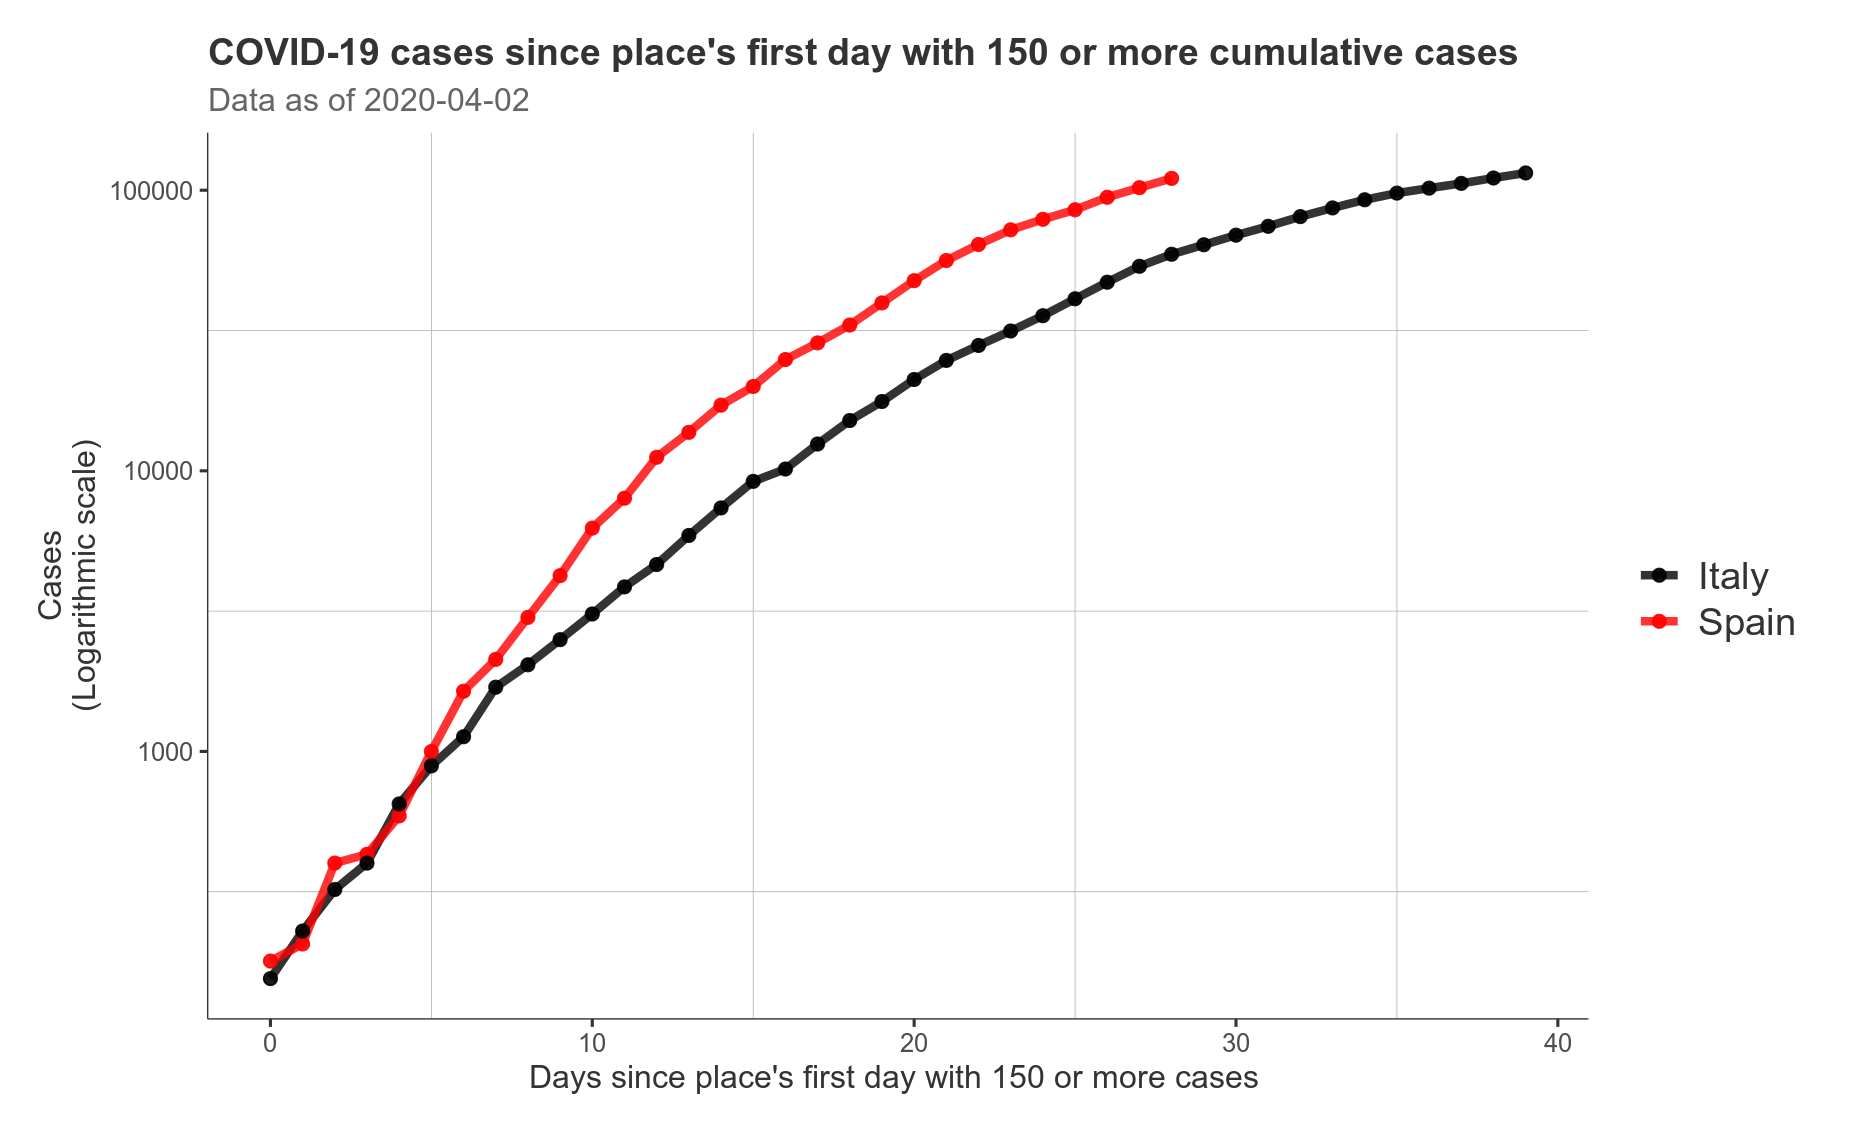 COVID-19 cases since place's first day with 150 or more cumulative cases
Data as of 2020-04-02
Cases
(Logarithmic scale)
100000
10000
1000
0
10
20
30
40
Days since place's first day with 150 or more cases
Italy
Spain